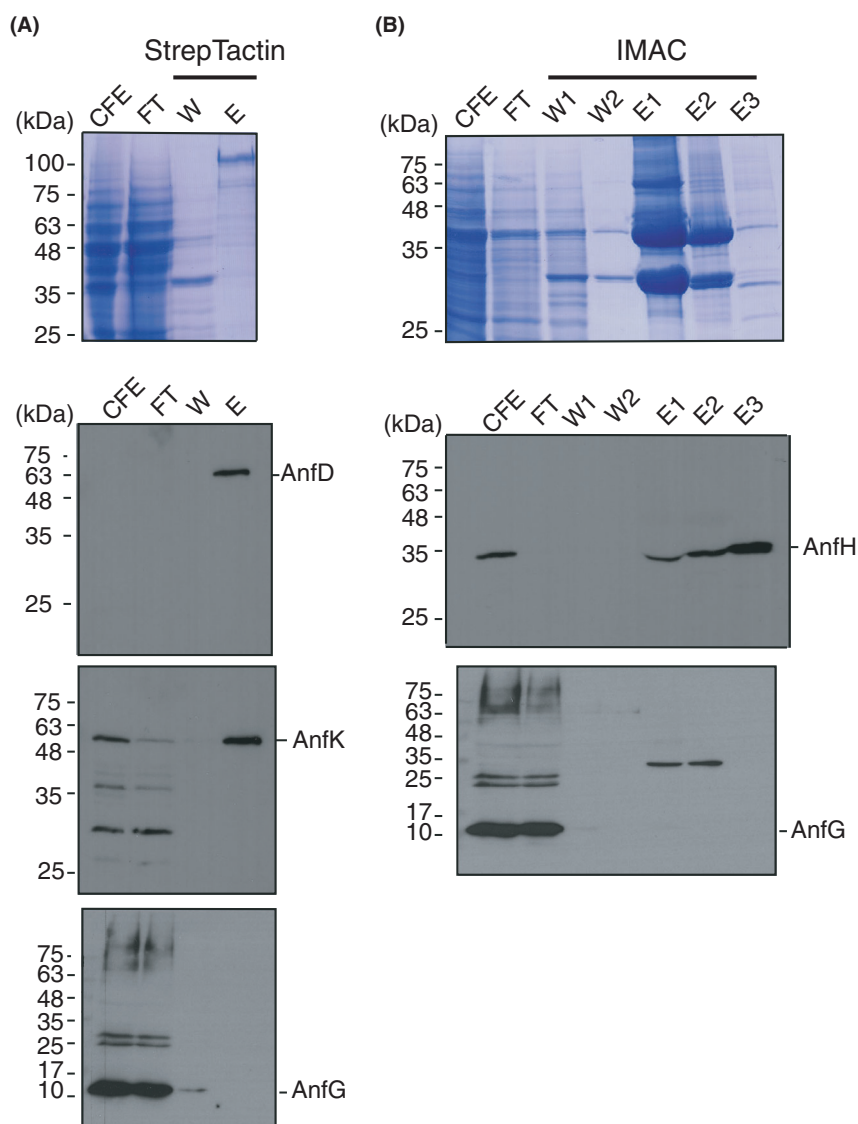 (A)
StrepTactin
CFE FT W E
(kDa)
100-
75 -
63 -
48 -
35 -
25 -
(kDa)
CFE FT W E
75 -
63 -
48 -
35 -
25 -
-AnfD
75-
63-
48-
35-
25-
- AnfK
75-
63-
48-
35-
25-
17-
10-
-AnfG
(B)
IMAC
CFE FT W1 W2 E1 E2 E3
(kDa)
75-
63-
48-
35-
25-
CFE FT W1 W2 E1 E2 E3
(kDa)
75-
63-
48-
35-
25-
- AnfH
75-
63-
48-
35-
25-
17-
10-
-AnfG